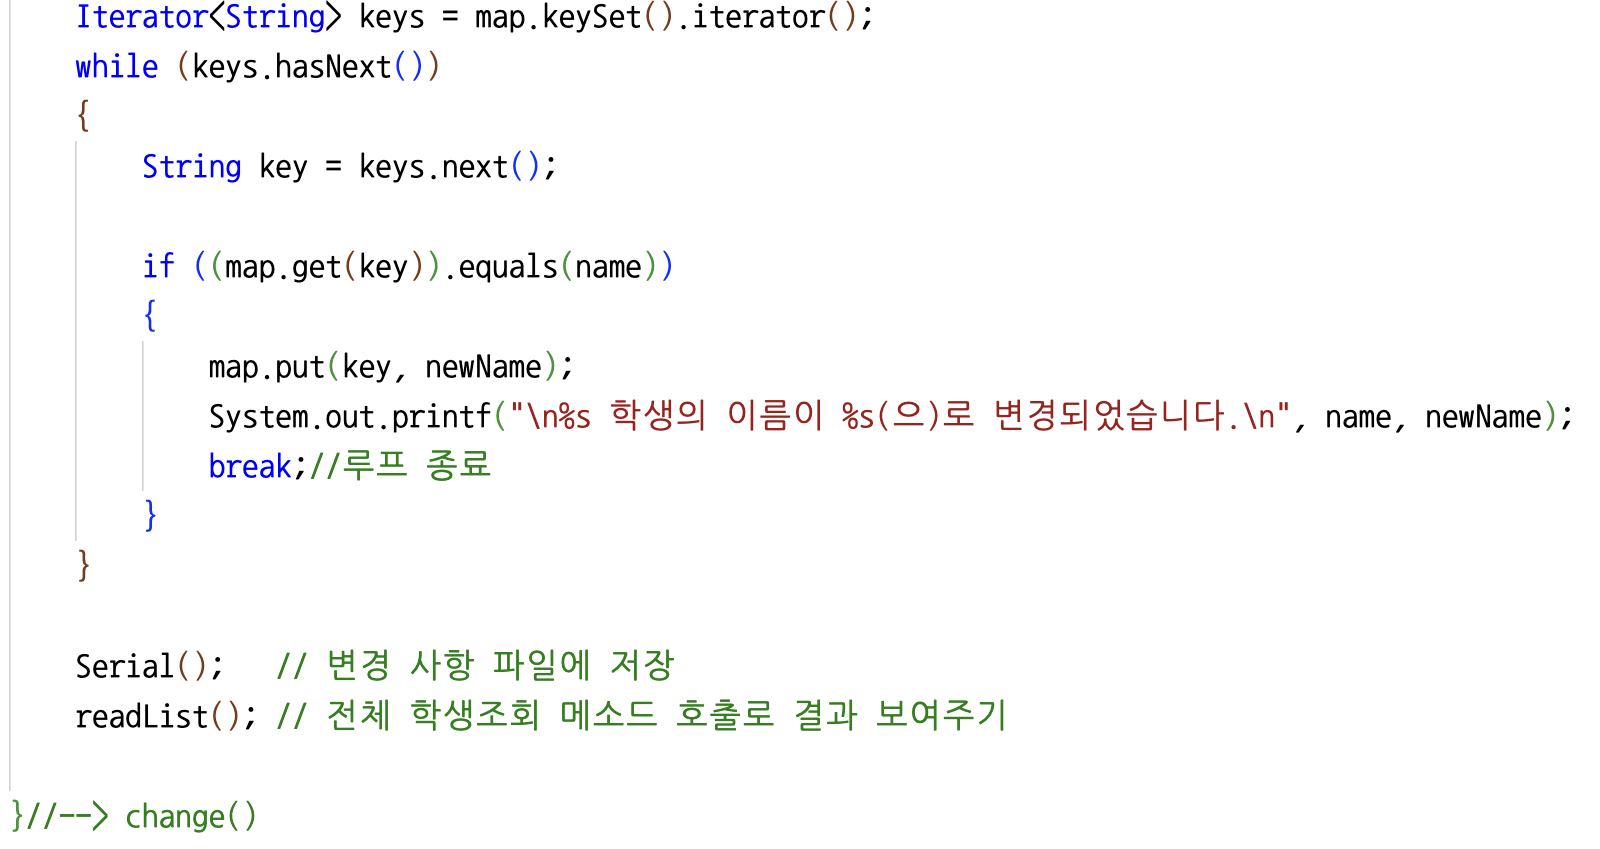 Iterator<String> keys = map.keySet().iterator();
while (keys.hasNext())
{
String key = keys.next();
if ((map.get(key)).equals(name))
{
map.put(key, newName);
System.out.printf("\n%s 학생의 이름이 %s(으)로 변경되었습니다.\n", name, newName);
break;//루프 종료
}
}
Serial();   // 변경 사항 파일에 저장
readList(); // 전체 학생조회 메소드 호출로 결과 보여주기
}//--> change()